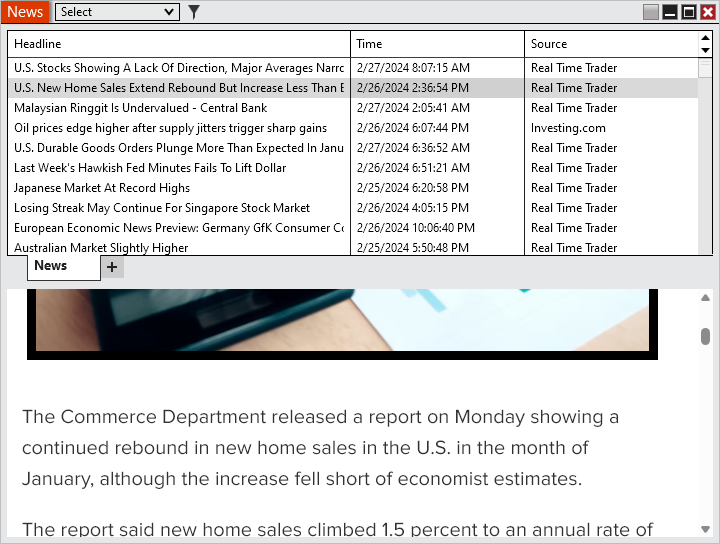 News Select
Headline Time Source
U.S. Stocks Showing A Lack Of Direction, Major Averages Narro 2/27/2024 8:07:15 AM Real Time Trader
U.S. New Home Sales Extend Rebound But Increase Less Than E 2/26/2024 2:36:54 PM Real Time Trader
Malaysian Ringgit Is Undervalued - Central Bank 2/27/2024 2:05:41 AM Real Time Trader
Oil prices edge higher after supply jitters trigger sharp gains 2/26/2024 6:07:44 PM Investing.com
U.S. Durable Goods Orders Plunge More Than Expected In Janu 2/27/2024 6:36:52 AM Real Time Trader
Last Week's Hawkish Fed Minutes Fails To Lift Dollar 2/26/2024 6:51:21 AM Real Time Trader
Japanese Market At Record Highs 2/25/2024 6:20:58 PM Real Time Trader
Losing Streak May Continue For Singapore Stock Market 2/26/2024 4:05:15 PM Real Time Trader
European Economic News Preview: Germany GfK Consumer Co 2/26/2024 10:06:40 PM Real Time Trader
Australian Market Slightly Higher 2/25/2024 5:50:48 PM Real Time Trader
News +
The Commerce Department released a report on Monday showing a
continued rebound in new home sales in the U.S. in the month of
January, although the increase fell short of economist estimates.
The report said new home sales climbed 1.5 percent to an annual rate of